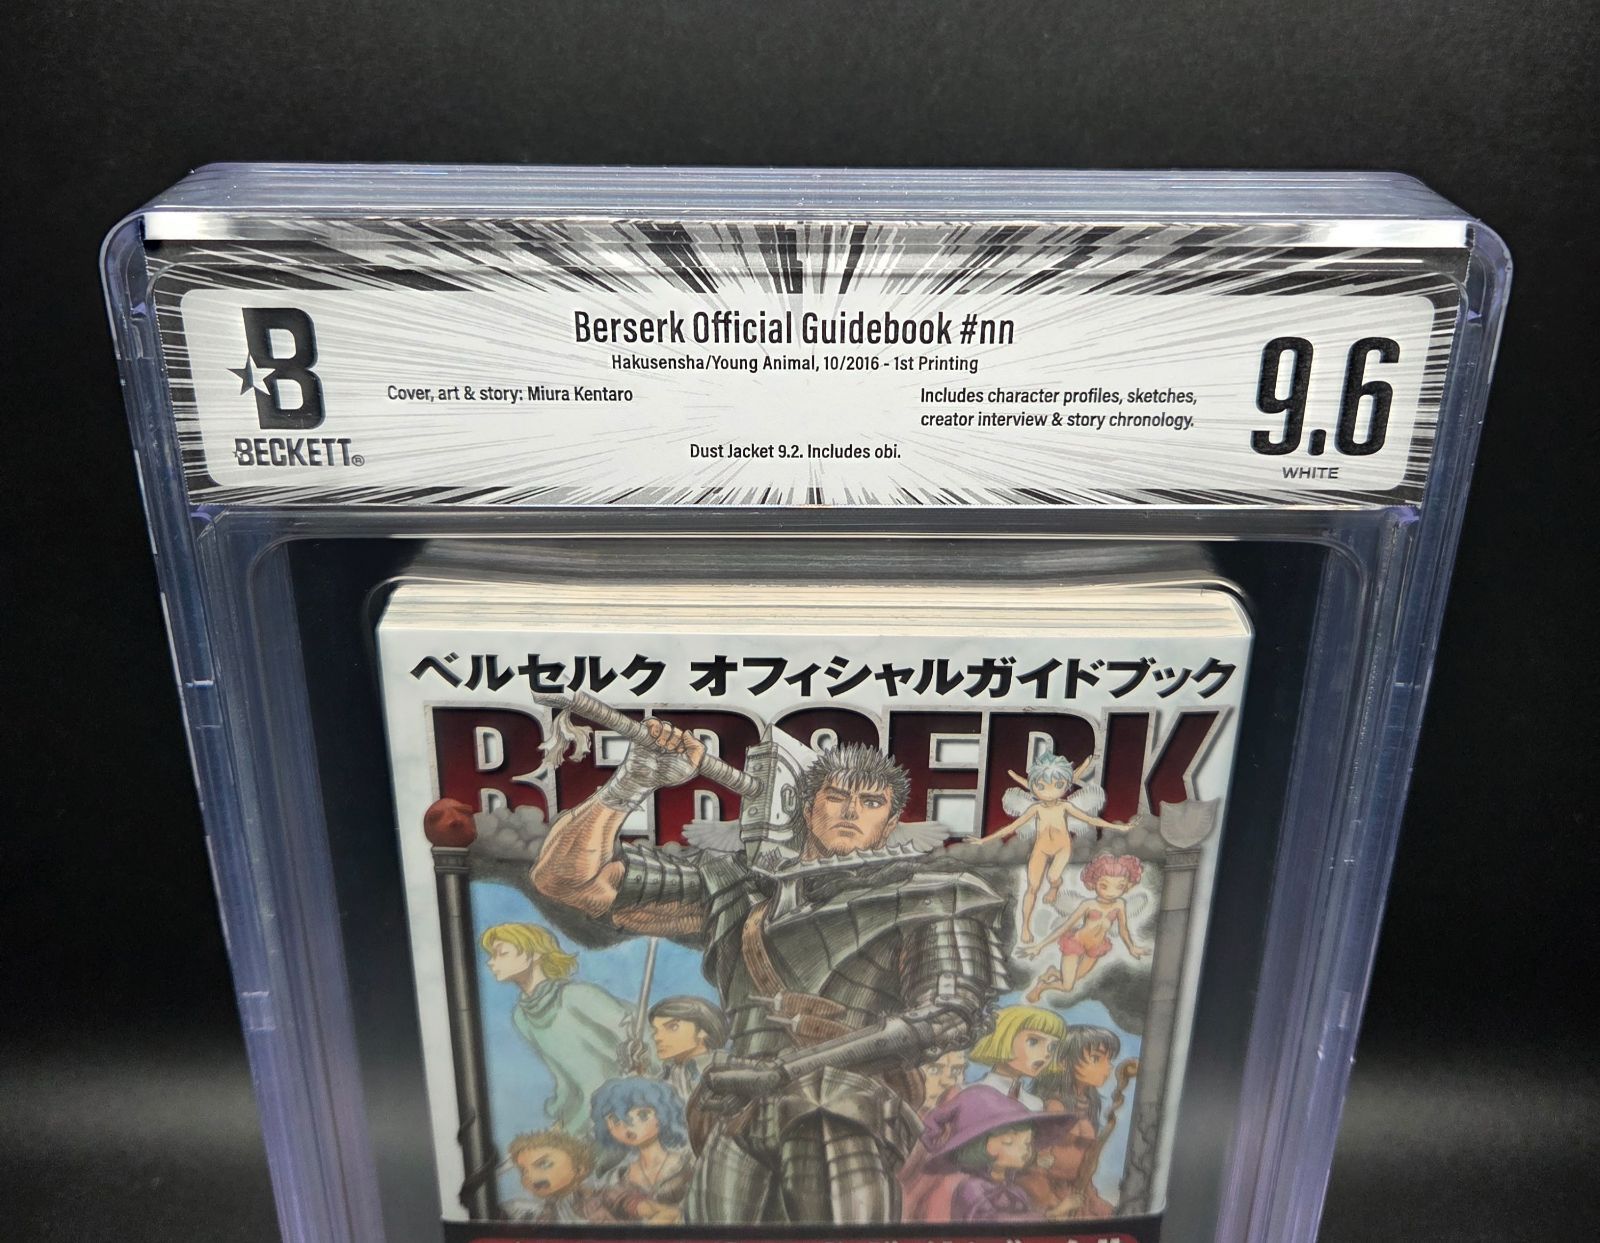 Berserk Official Guidebook #nn
Hakusensha/Young Animal, 10/2016 - 1st Printing
Cover, art & story: Miura Kentaro
Includes character profiles, sketches,
creator interview & story chronology.
Dust Jacket 9.2. Includes obi.
B
BECKETT®
9.6
WHITE
ベルセルク オフィシャルガイドブック
BERSERK